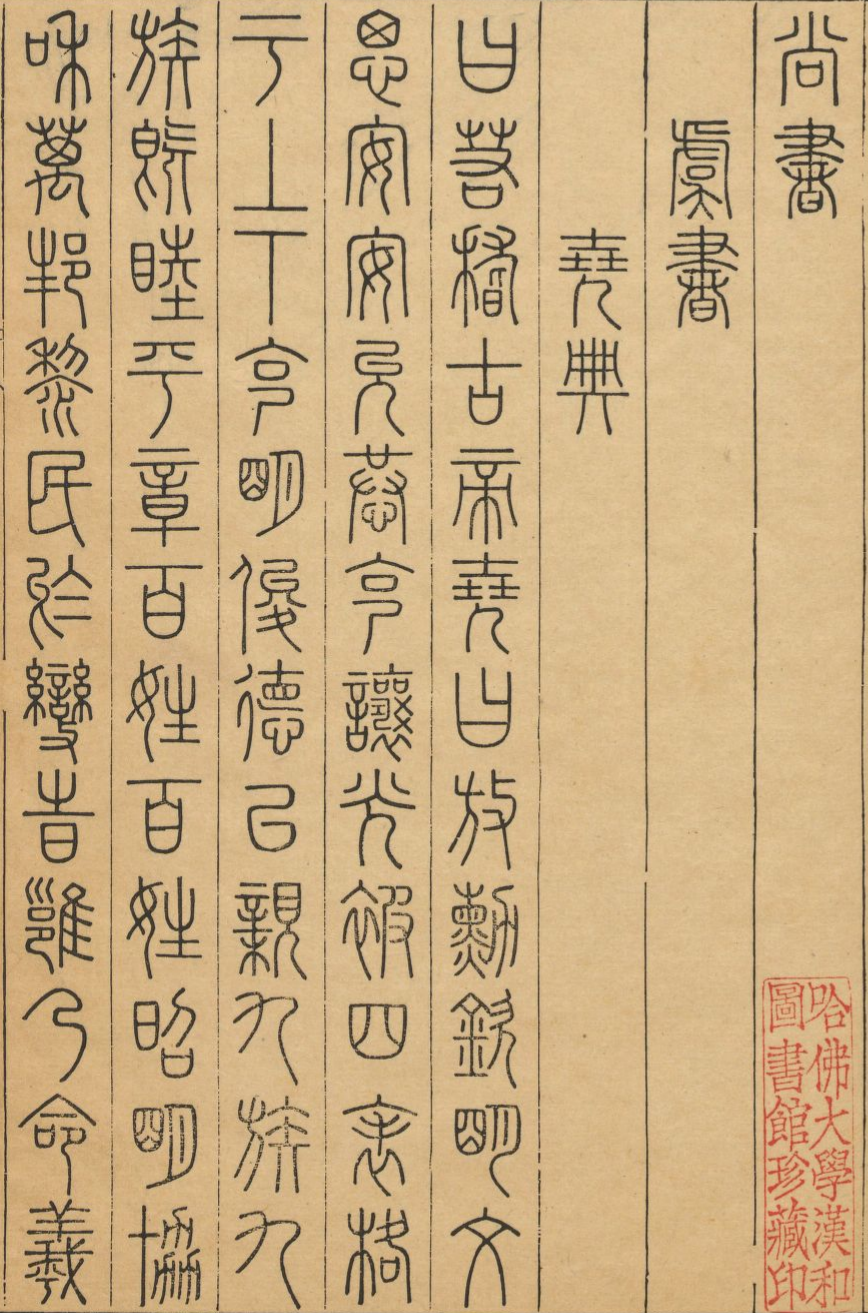 尚書
虞書
堯典
曰若稽古帝堯曰放勳欽明文
思安安允恭克讓光被四表格
于上下克明俊德以親九族九
族既睦平章百姓百姓昭明協
和萬邦黎民於變時雍乃命羲
哈佛大學漢和
圖書館珍藏印